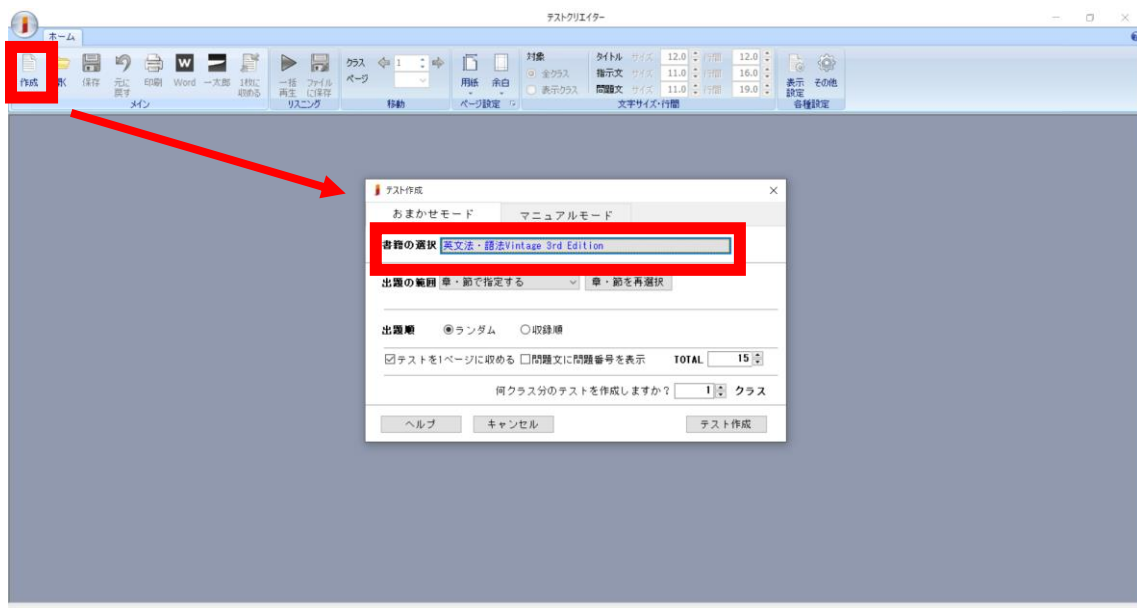 テストクリエイター
ホーム
作成 開く 保存 元に戻す 印刷 Word 一太郎 1枚に収める 一括再生 ファイルに保存 クラス 1 ページ 用紙 余白 対象 全クラス 表示クラス タイトル サイズ 12.0 行間 12.0 表示設定 その他
指示文 サイズ 11.0 行間 16.0
問題文 サイズ 11.0 行間 19.0
メイン リスニング 移動 ページ設定 文字サイズ・行間 各種設定
テスト作成
おまかせモード マニュアルモード
書籍の選択 英文法・語法Vintage 3rd Edition
出題の範囲 章・節で指定する 章・節を再選択
出題順 ランダム 収録順
テストを1ページに収める 問題文に問題番号を表示 TOTAL 15
何クラス分のテストを作成しますか? 1 クラス
ヘルプ キャンセル テスト作成